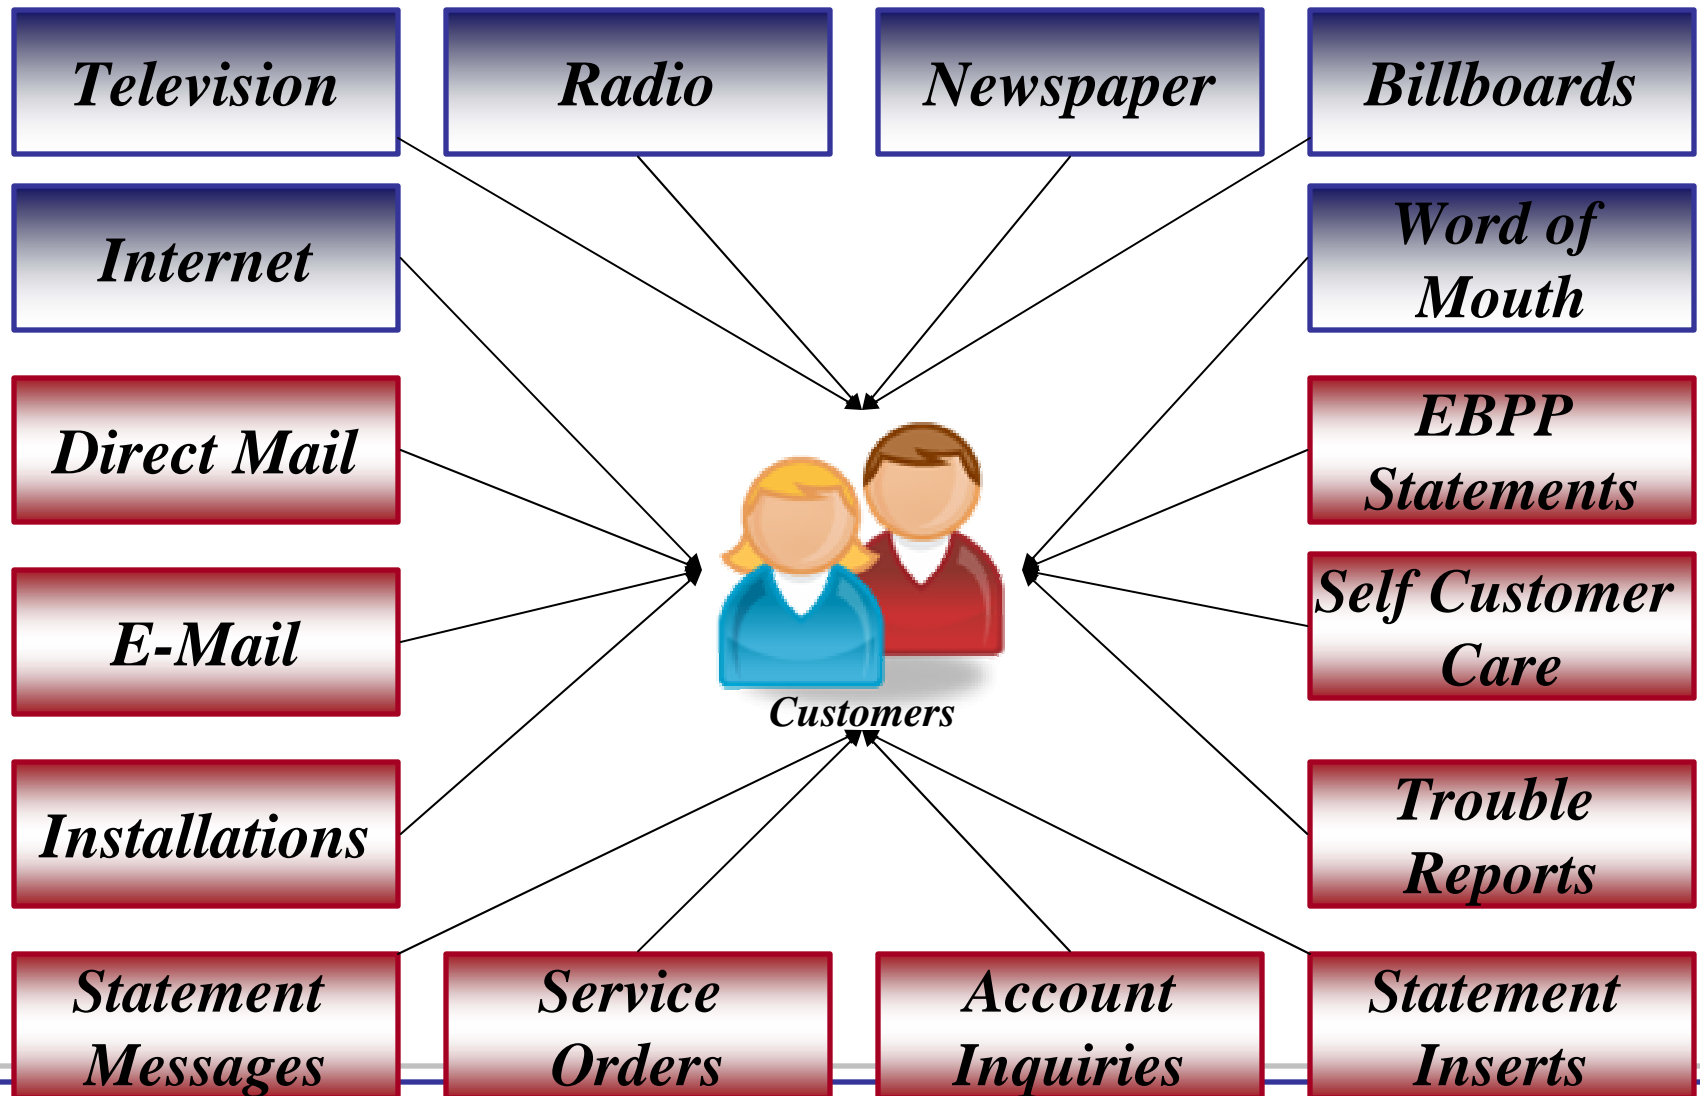 Television
Radio
Newspaper
Billboards
Internet
Word of
Mouth
Direct Mail
EBPP
Statements
E-Mail
Self Customer
Care
Customers
Installations
Trouble
Reports
Statement
Messages
Service
Orders
Account
Inquiries
Statement
Inserts